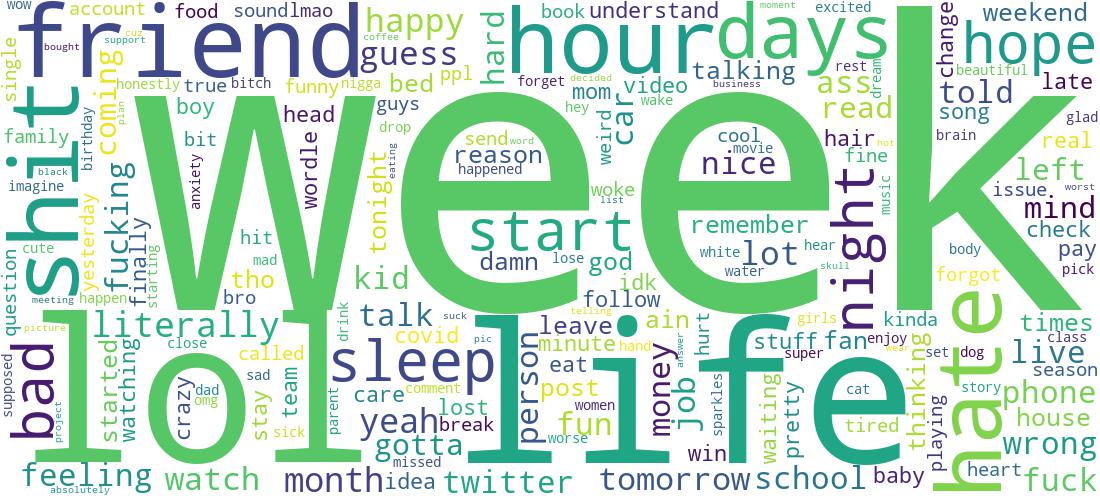 wow
account
food
sound
lmao
happy
book
understand
days
moment
excited
change
weekend
friend
bought
cuz
support
coffee
guess
hard
hour
talking
rest
dream
hope
beautiful
single
coming
honestly
true
bitch
funny
nigga
bed
ppl
forget
decided
mom
video
business
ass
told
late
shit
birthday
plan
boy
head
guys
hey
wake
car
read
song
glad
family
bit
drop
send
word
weird
cool
movie
hair
hot
brain
real
black
imagine
anxiety
wordle
eating
reason
happened
nice
fine
left
week
fucking
tonight
woke
list
music
issue
worst
yesterday
finally
start
remember
night
mind
cute
hit
damn
lose
god
white
lot
hear
body
check
question
starting
mad
kid
idk
water
skull
forgot
pay
pick
happen
tho
bro
follow
meeting
literally
drink
talk
suck
leave
ain
telling
girls
kinda
times
picture
close
covid
pic
minute
hand
hurt
stuff
fan
enjoy
class
lol
called
sleep
person
life
answer
super
wear
set
dog
live
supposed
bad
started
watching
sad
team
eat
money
job
cat
thinking
hate
story
season
dad
omg
crazy
parent
care
comment
post
women
sparkles
waiting
pretty
tired
playing
phone
project
stay
sick
yeah
lost
break
fun
worse
house
gotta
win
wrong
feeling
watch
month
missed
idea
twitter
tomorrow
school
baby
heart
fuck
absolutely